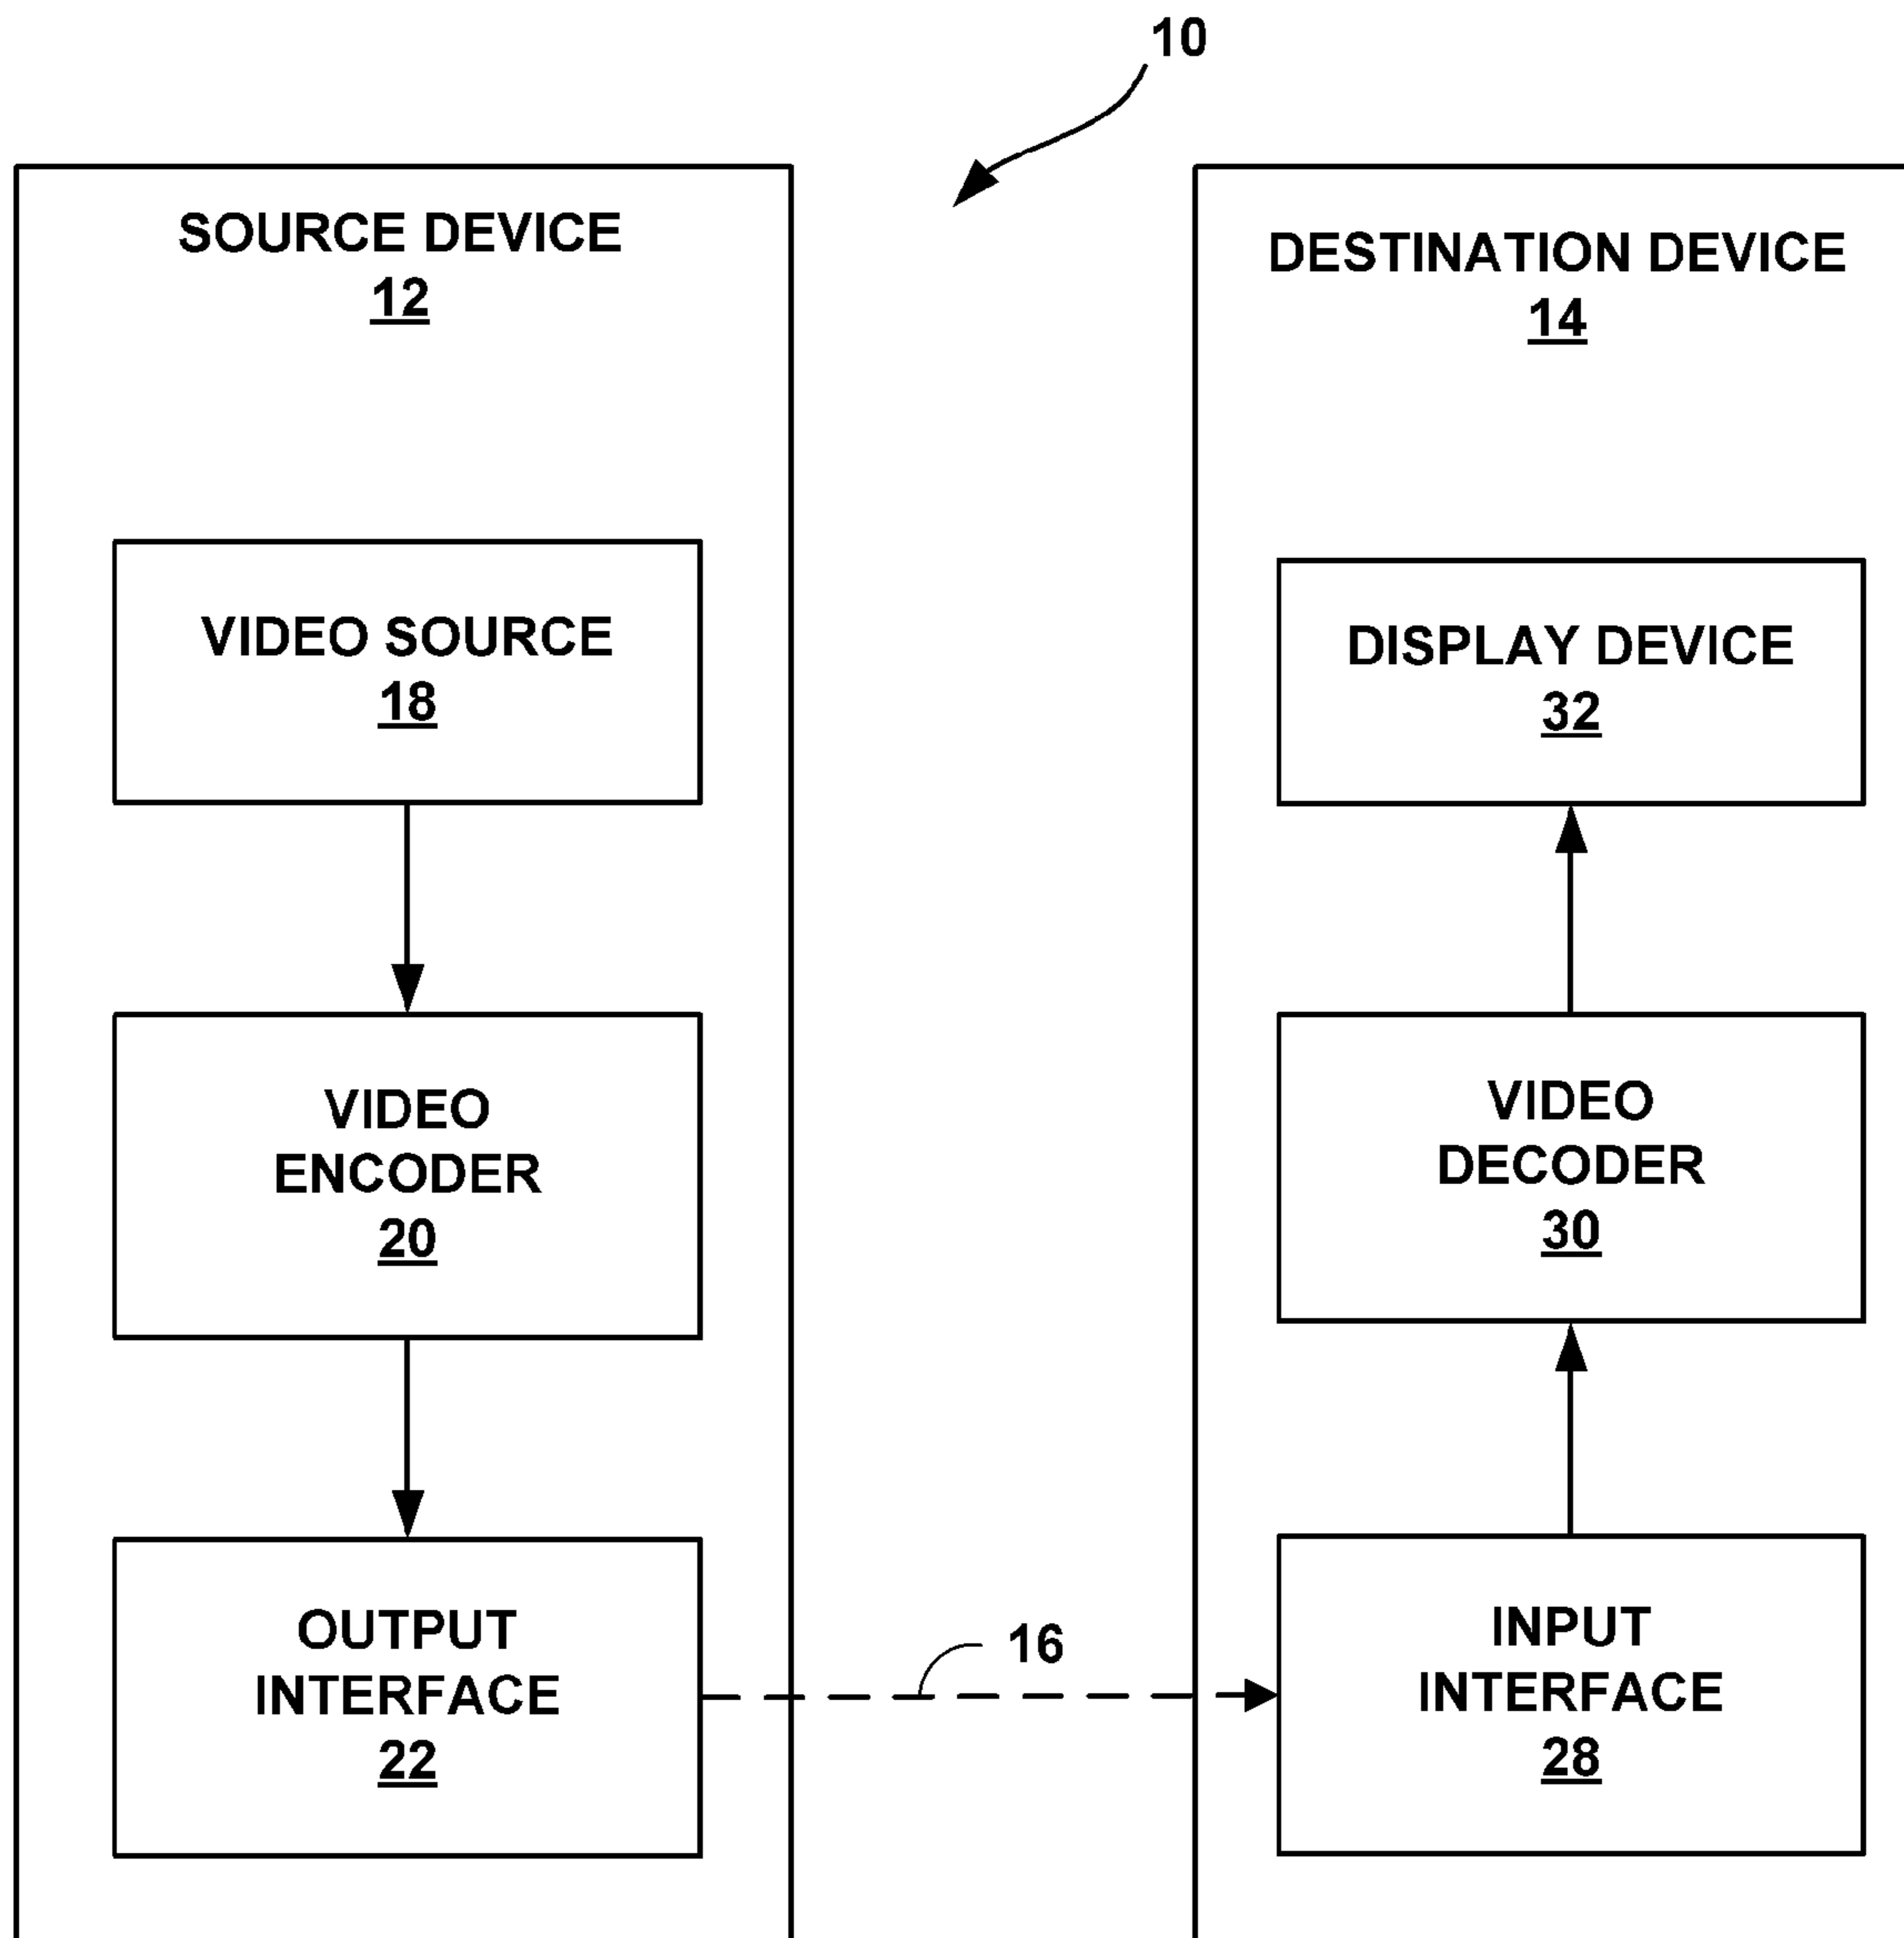 10
SOURCE DEVICE
12
VIDEO SOURCE
18
VIDEO
ENCODER
20
OUTPUT
INTERFACE
22
16
DESTINATION DEVICE
14
DISPLAY DEVICE
32
VIDEO
DECODER
30
INPUT
INTERFACE
28